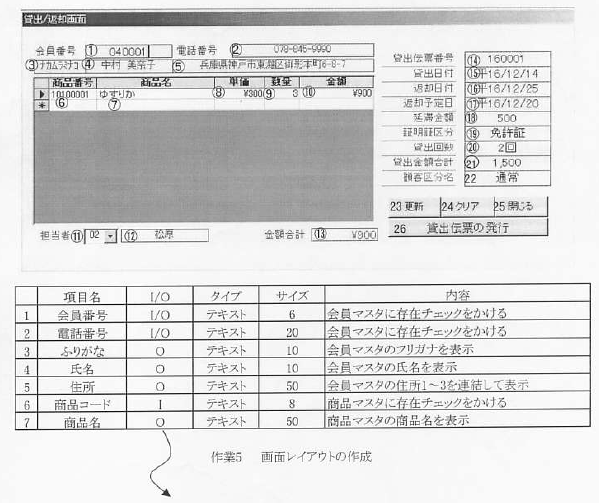 貸出/返却画面
会員番号 ① 040001 電話番号 ② 078-845-9990
③ナカムラミナコ ④ 中村 美奈子 ⑤ 兵庫県神戸市東灘区御影本町6-8-7
商品番号 商品名 単価 数量 金額
10100001 ゆすりか ⑧ ¥300 ⑨ 3 ⑩ ¥900
⑥ ⑦
担当者⑪ 02 ⑫ 松原 金額合計 ⑬ ¥900
貸出伝票番号 ⑭ 160001
貸出日付 ⑮平16/12/14
返却日付 ⑯平16/12/25
返却予定日 ⑰平16/12/20
延滞金額 ⑱ 500
証明証区分 ⑲ 免許証
貸出回数 ⑳ 2回
貸出金額合計 21 1,500
顧客区分名 22 通常
23 更新 24 クリア 25 閉じる
26 貸出伝票の発行
項目名 I/O タイプ サイズ 内容
1 会員番号 I/O テキスト 6 会員マスタに存在チェックをかける
2 電話番号 I/O テキスト 20 会員マスタに存在チェックをかける
3 ふりがな O テキスト 10 会員マスタのフリガナを表示
4 氏名 O テキスト 10 会員マスタの氏名を表示
5 住所 O テキスト 50 会員マスタの住所1～3を連結して表示
6 商品コード I テキスト 8 商品マスタに存在チェックをかける
7 商品名 O テキスト 50 商品マスタの商品名を表示
作業5 画面レイアウトの作成